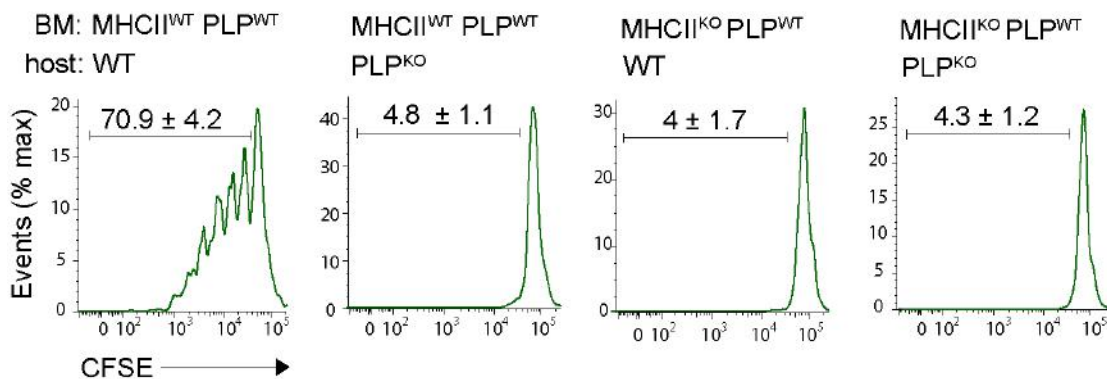 BM: MHCII^WT PLP^WT
host: WT
MHCII^WT PLP^WT
PLP^KO
MHCII^KO PLP^WT
WT
MHCII^KO PLP^WT
PLP^KO
Events (% max)
20
15
10
5
0
70.9 ± 4.2
0 10^2 10^3 10^4 10^5
40
30
20
10
0
4.8 ± 1.1
0 10^2 10^3 10^4 10^5
30
20
10
0
4 ± 1.7
0 10^2 10^3 10^4 10^5
25
20
15
10
5
0
4.3 ± 1.2
0 10^2 10^3 10^4 10^5
CFSE